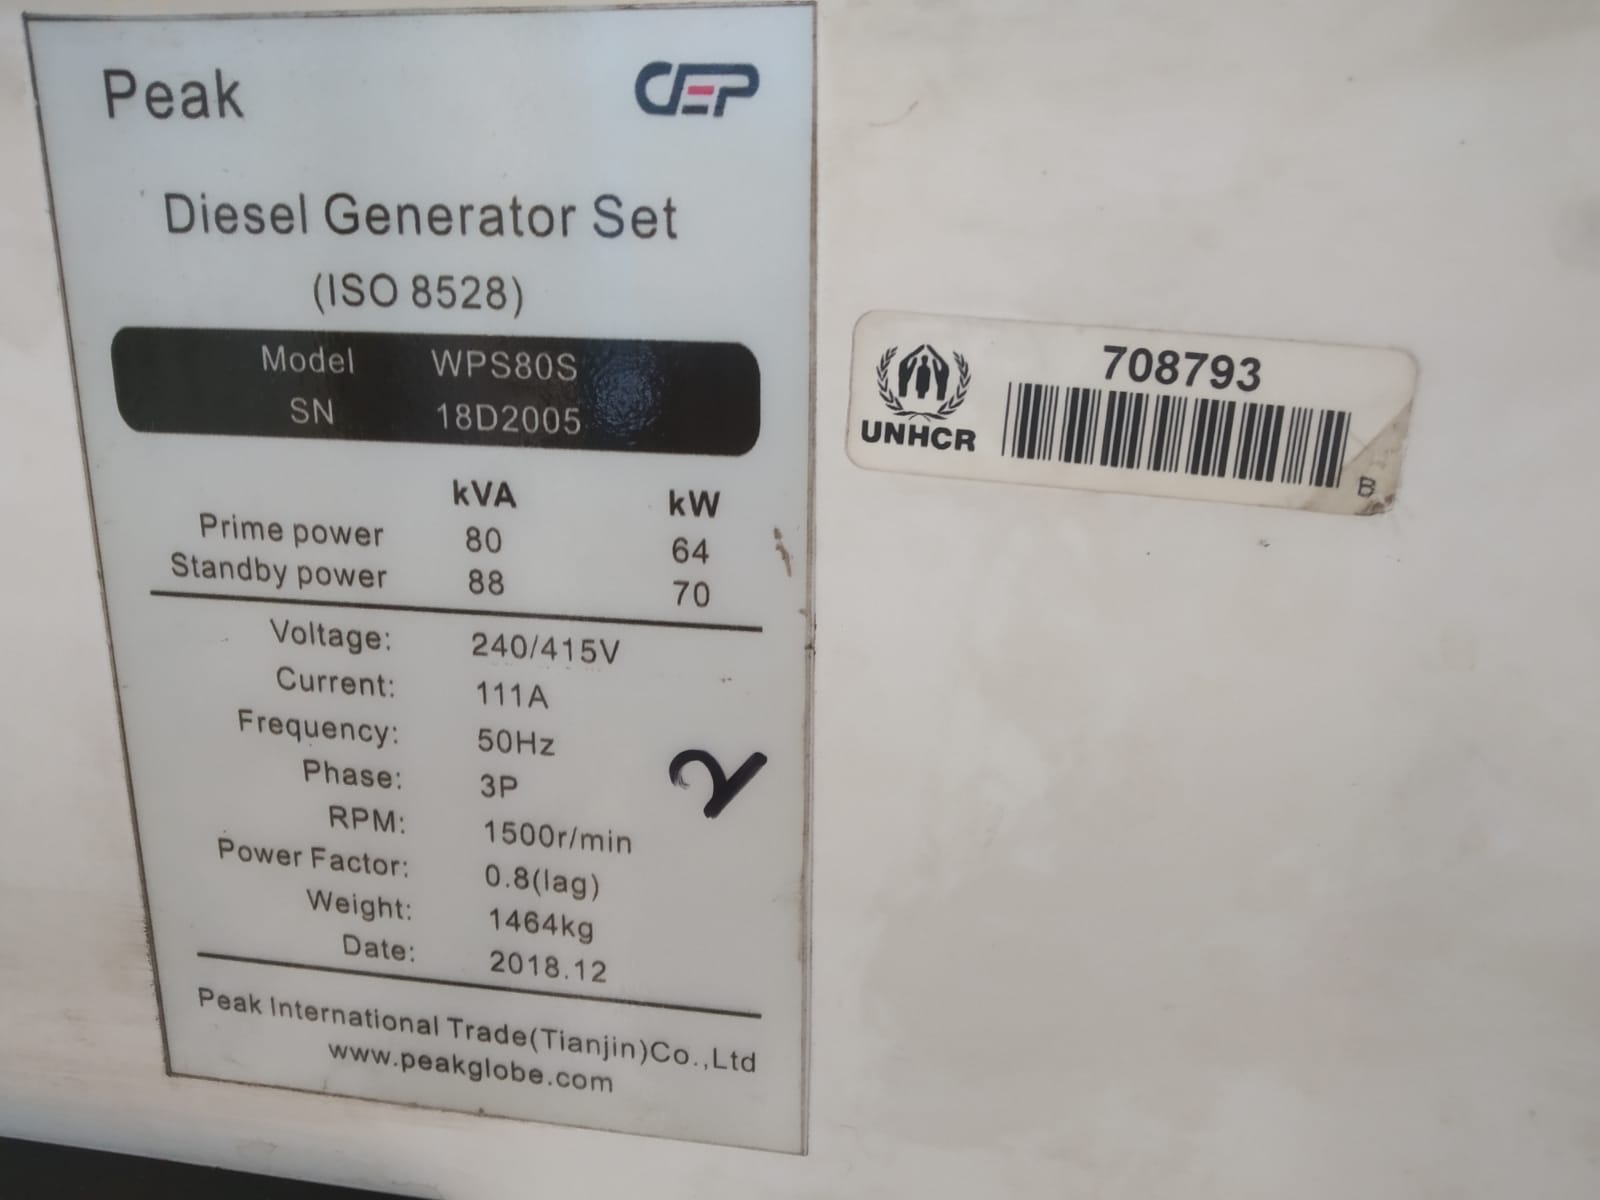 Peak CEP
Diesel Generator Set
(ISO 8528)
Model WPS80S
SN 18D2005
kVA kW
Prime power 80 64
Standby power 88 70
Voltage: 240/415V
Current: 111A
Frequency: 50Hz
Phase: 3P
RPM: 1500r/min
Power Factor: 0.8(lag)
Weight: 1464kg
Date: 2018.12
Peak International Trade(Tianjin)Co.,Ltd
www.peakglobe.com
2
708793
UNHCR
B